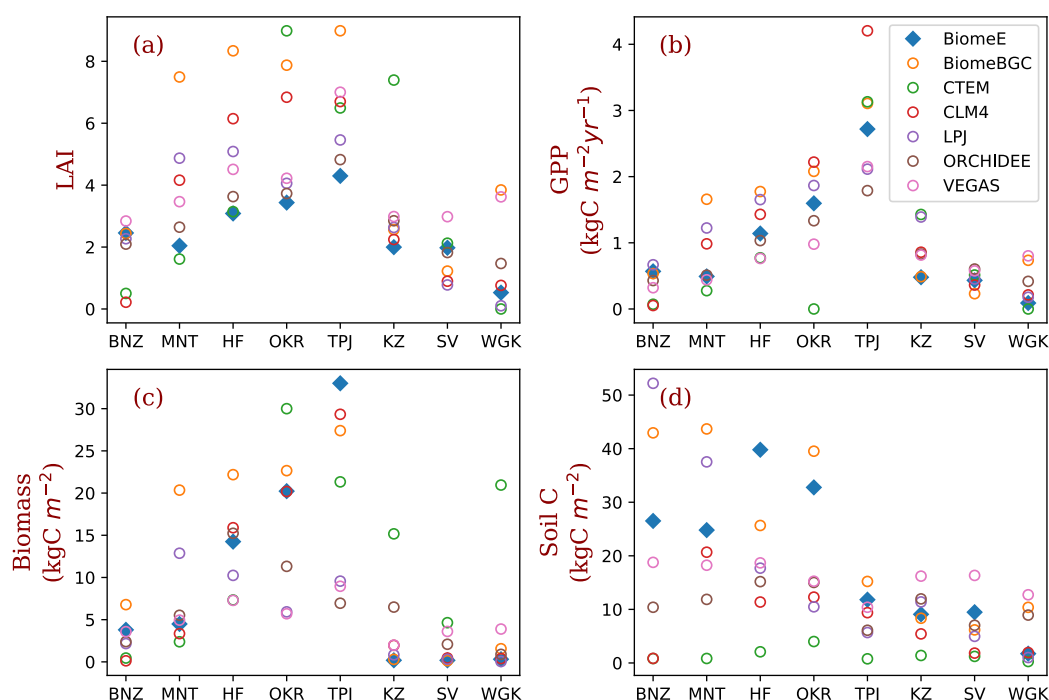 (a)
LAI
8
6
4
2
0
BNZ MNT HF OKR TPJ KZ SV WGK
(b)
GPP
(kgC m⁻²yr⁻¹)
4
3
2
1
0
BNZ MNT HF OKR TPJ KZ SV WGK
BiomeE
BiomeBGC
CTEM
CLM4
LPJ
ORCHIDEE
VEGAS
(c)
Biomass
(kgC m⁻²)
30
25
20
15
10
5
0
BNZ MNT HF OKR TPJ KZ SV WGK
(d)
Soil C
(kgC m⁻²)
50
40
30
20
10
0
BNZ MNT HF OKR TPJ KZ SV WGK